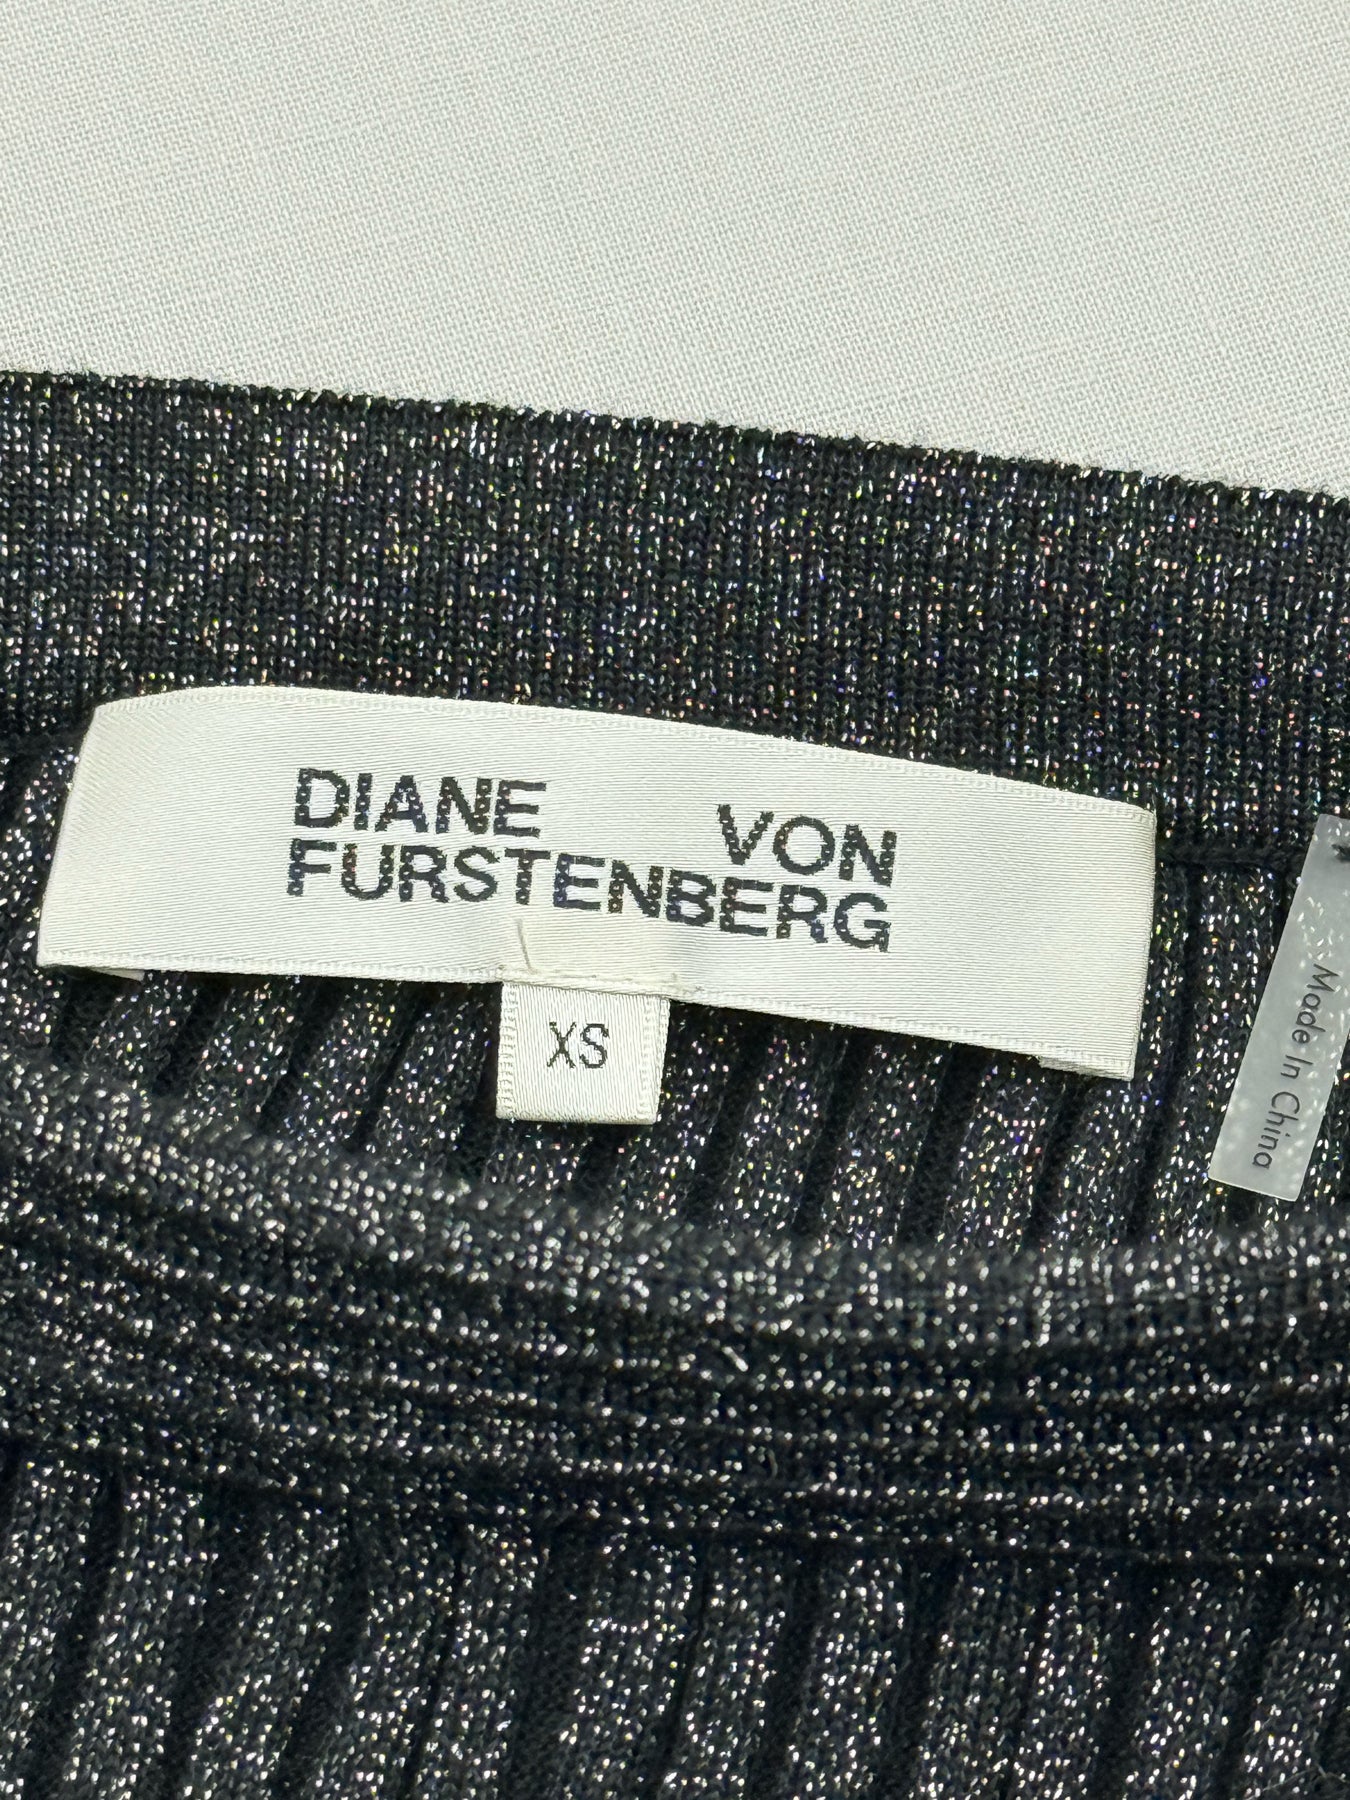 DIANE VON
FURSTENBERG
XS
Made In China